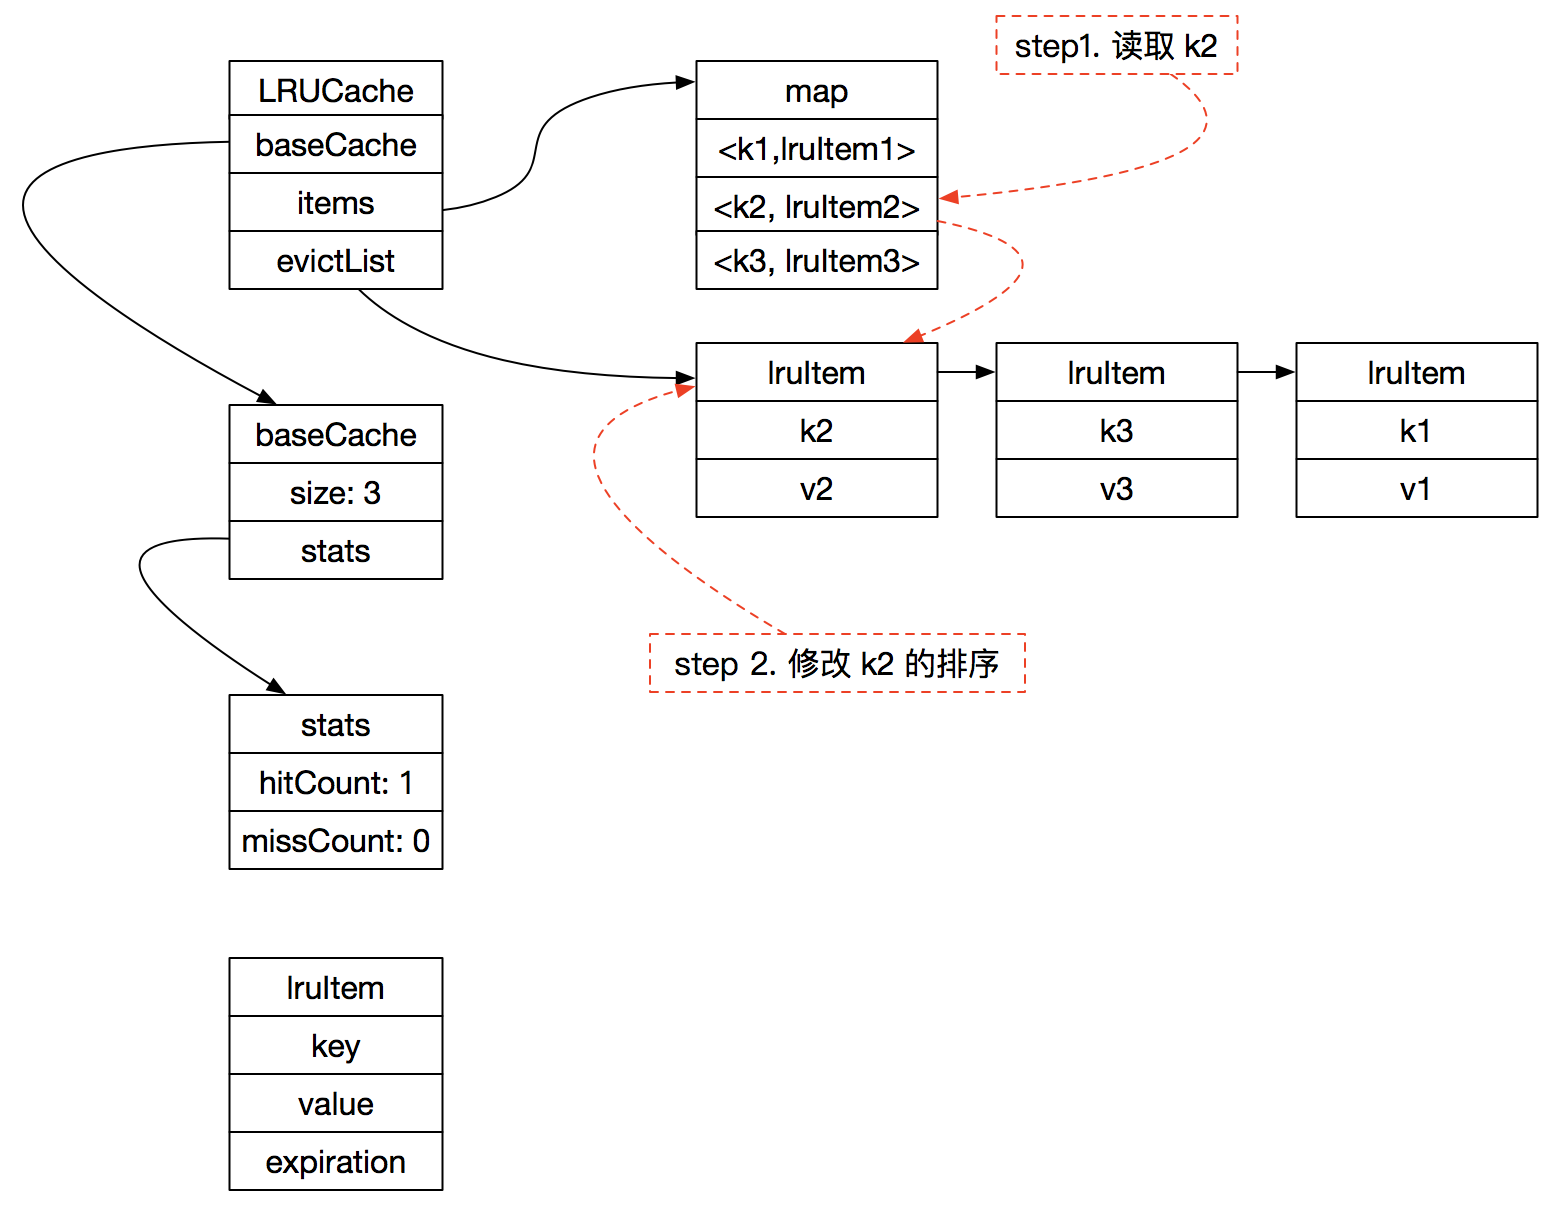 step1. 读取 k2
LRUCache
baseCache
items
evictList
map
<k1,lruItem1>
<k2, lruItem2>
<k3, lruItem3>
lruItem
k2
v2
lruItem
k3
v3
lruItem
k1
v1
baseCache
size: 3
stats
step 2. 修改 k2 的排序
stats
hitCount: 1
missCount: 0
lruItem
key
value
expiration